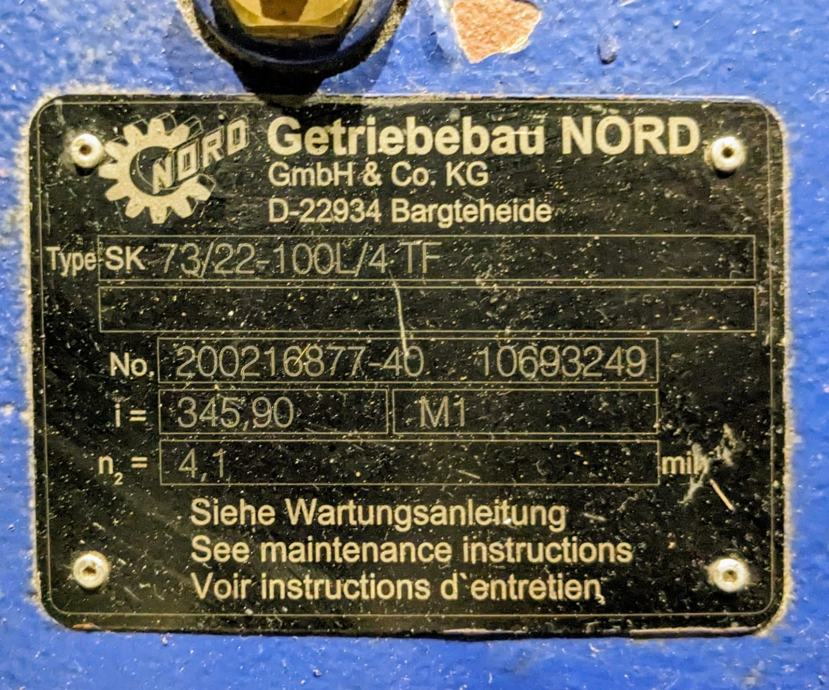 NORD
Getriebebau NORD
GmbH & Co. KG
D-22934 Bargteheide
Type SK 73/22-100L/4 TF
No. 200216877-40 10693249
i = 345,90 M1
n₂ = 4,1 min
Siehe Wartungsanleitung
See maintenance instructions
Voir instructions d`entretien